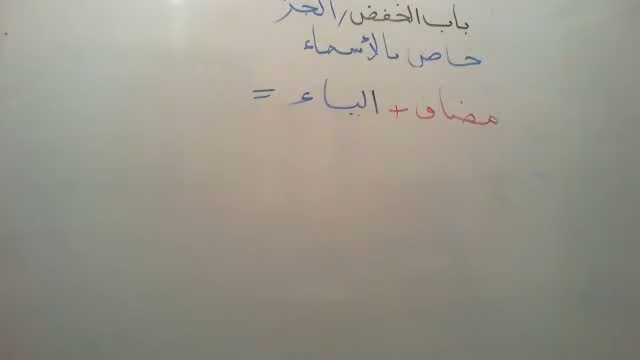 باب الخفض/الجر
خاص بالأسماء
مضاف + الياء =